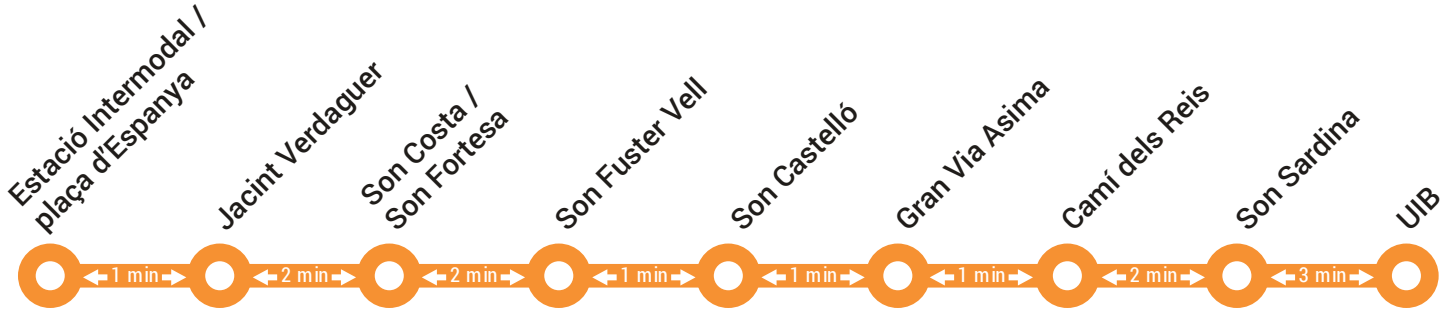 Estació Intermodal /
plaça d'Espanya
Jacint Verdaguer
Son Costa /
Son Fortesa
Son Fuster Vell
Son Castelló
Gran Via Asima
Camí dels Reis
Son Sardina
UIB
1 min
2 min
2 min
1 min
1 min
1 min
2 min
3 min